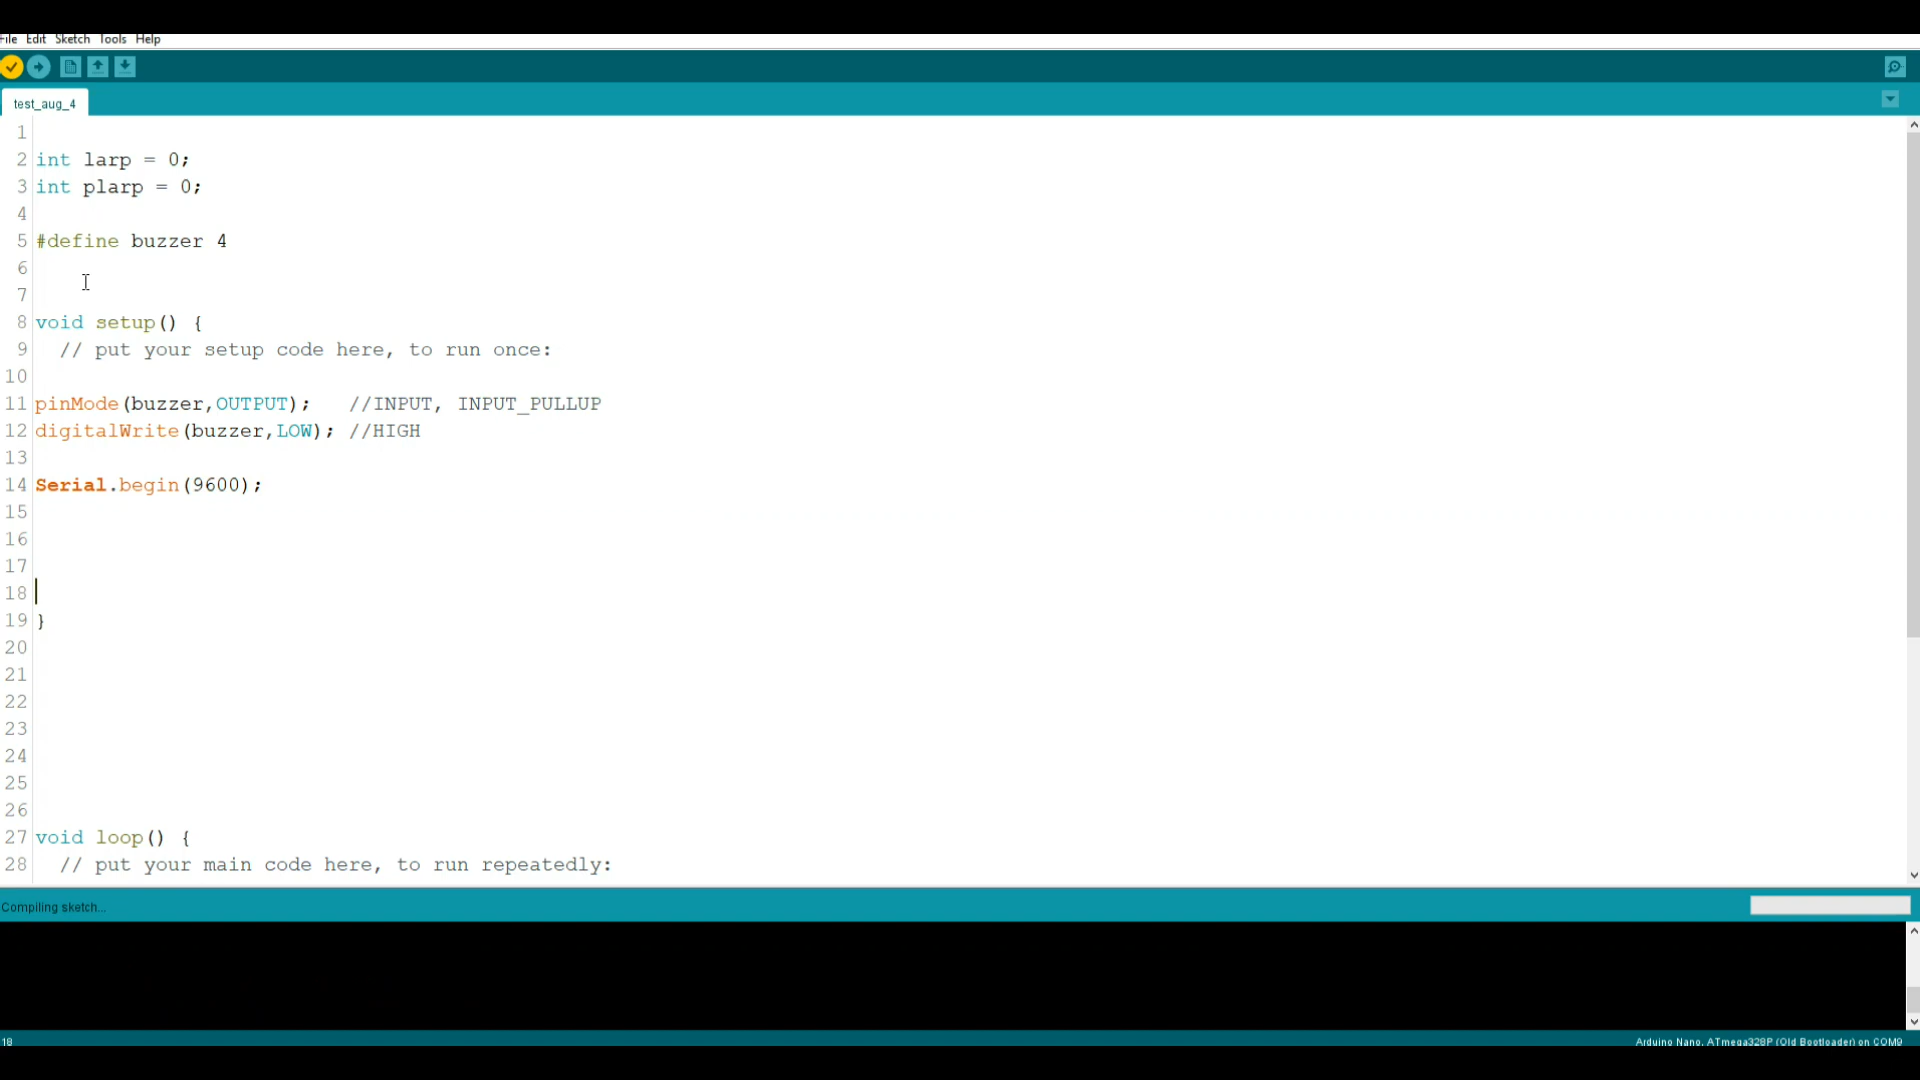 File Edit Sketch Tools Help
test_aug_4
1
2 int larp = 0;
3 int plarp = 0;
4
5 #define buzzer 4
6
7
8 void setup() {
9   // put your setup code here, to run once:
10
11 pinMode(buzzer,OUTPUT);   //INPUT, INPUT_PULLUP
12 digitalWrite(buzzer,LOW); //HIGH
13
14 Serial.begin(9600);
15
16
17
18
19 }
20
21
22
23
24
25
26
27 void loop() {
28   // put your main code here, to run repeatedly:
Compiling sketch...
18
Arduino Nano, ATmega328P (Old Bootloader) on COM9